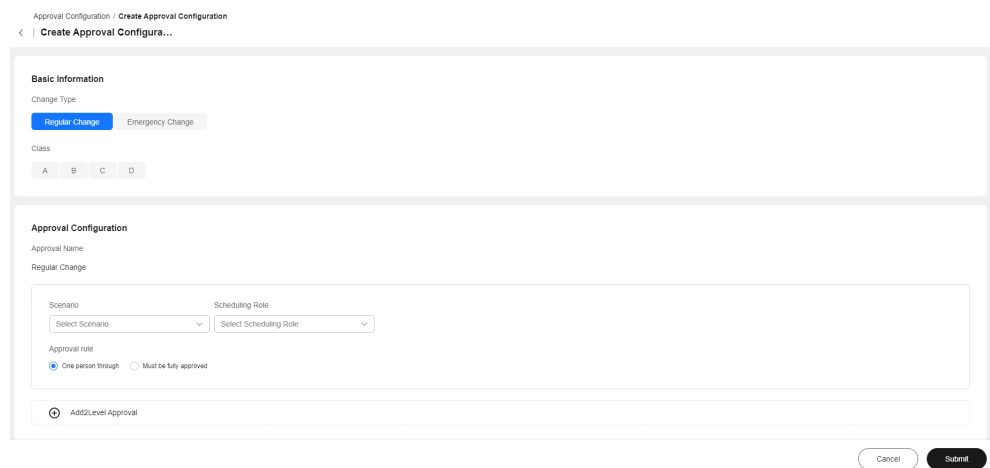 Approval Configuration / Create Approval Configuration
Create Approval Configura...
Basic Information
Change Type
Regular Change Emergency Change
Class
A B C D
Approval Configuration
Approval Name
Regular Change
Scenario Scheduling Role
Select Scenario Select Scheduling Role
Approval rule
One person through Must be fully approved
Add2Level Approval
Cancel Submit